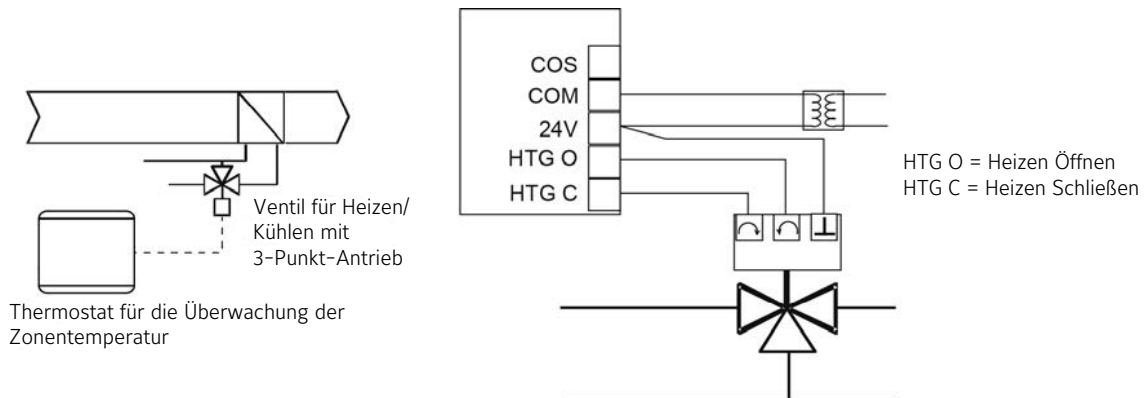 Ventil für Heizen/
Kühlen mit
3-Punkt-Antrieb
Thermostat für die Überwachung der
Zonentemperatur
COS
COM
24V
HTG O
HTG C
HTG O = Heizen Öffnen
HTG C = Heizen Schließen